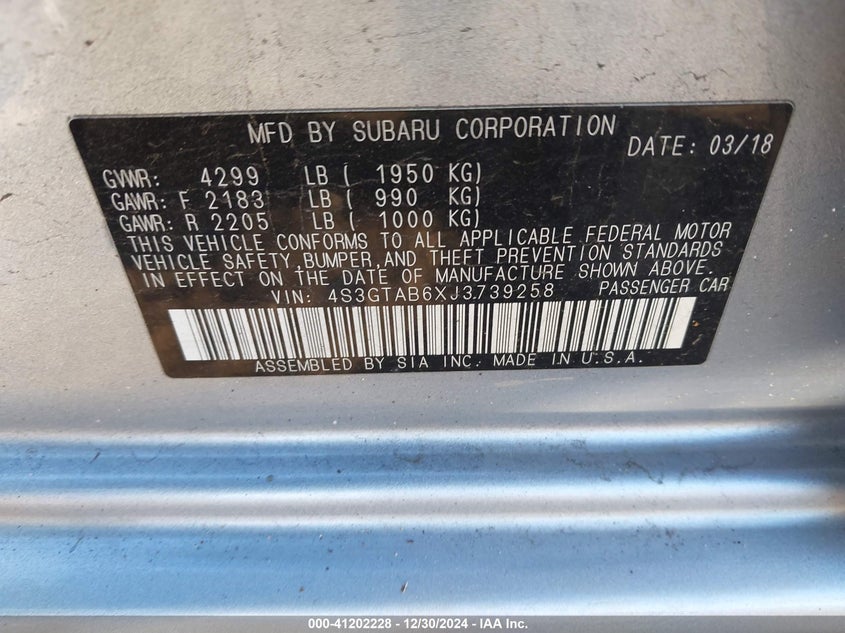 MFD BY SUBARU CORPORATION DATE: 03/18
GVWR: 4299 LB ( 1950 KG)
GAWR: F 2183 LB ( 990 KG)
GAWR: R 2205 LB ( 1000 KG)
THIS VEHICLE CONFORMS TO ALL APPLICABLE FEDERAL MOTOR
VEHICLE SAFETY, BUMPER, AND THEFT PREVENTION STANDARDS
IN EFFECT ON THE DATE OF MANUFACTURE SHOWN ABOVE.
VIN: 4S3GTAB6XJ3739258 PASSENGER CAR
ASSEMBLED BY SIA INC. MADE IN U.S.A.
000-41202228 - 12/30/2024 - IAA Inc.